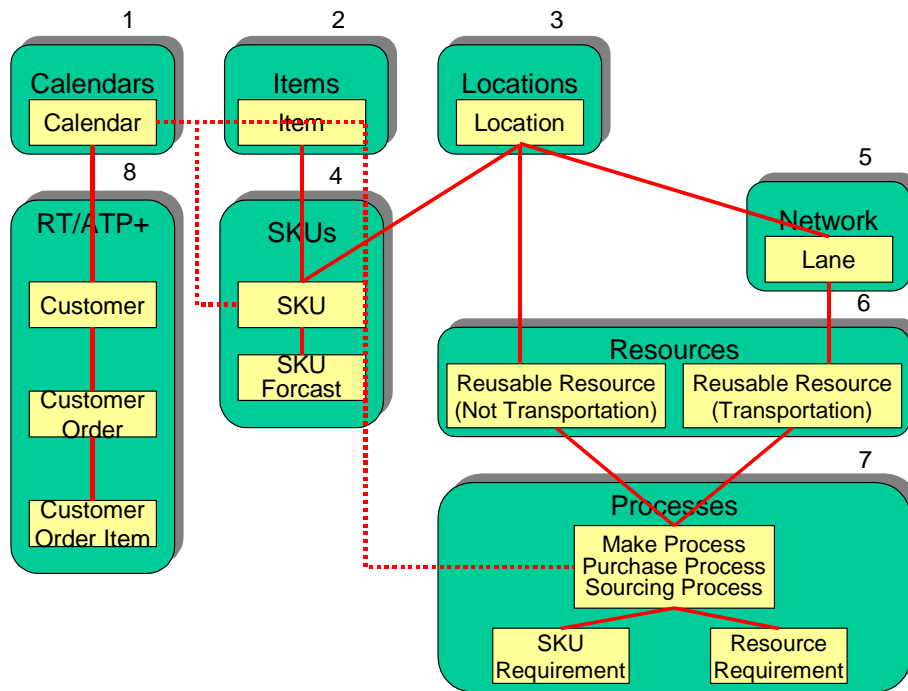 1
2
3
Calendars
Calendar
Items
Item
Locations
Location
8
RT/ATP+
Customer
Customer
Order
Customer
Order Item
4
SKUs
SKU
SKU
Forcast
5
Network
Lane
6
Resources
Reusable Resource
(Not Transportation)
Reusable Resource
(Transportation)
7
Processes
Make Process
Purchase Process
Sourcing Process
SKU
Requirement
Resource
Requirement